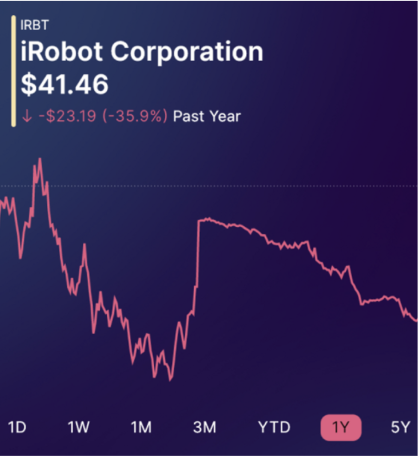 IRBT
iRobot Corporation
$41.46
↓ -$23.19 (-35.9%) Past Year
1D 1W 1M 3M YTD 1Y 5Y